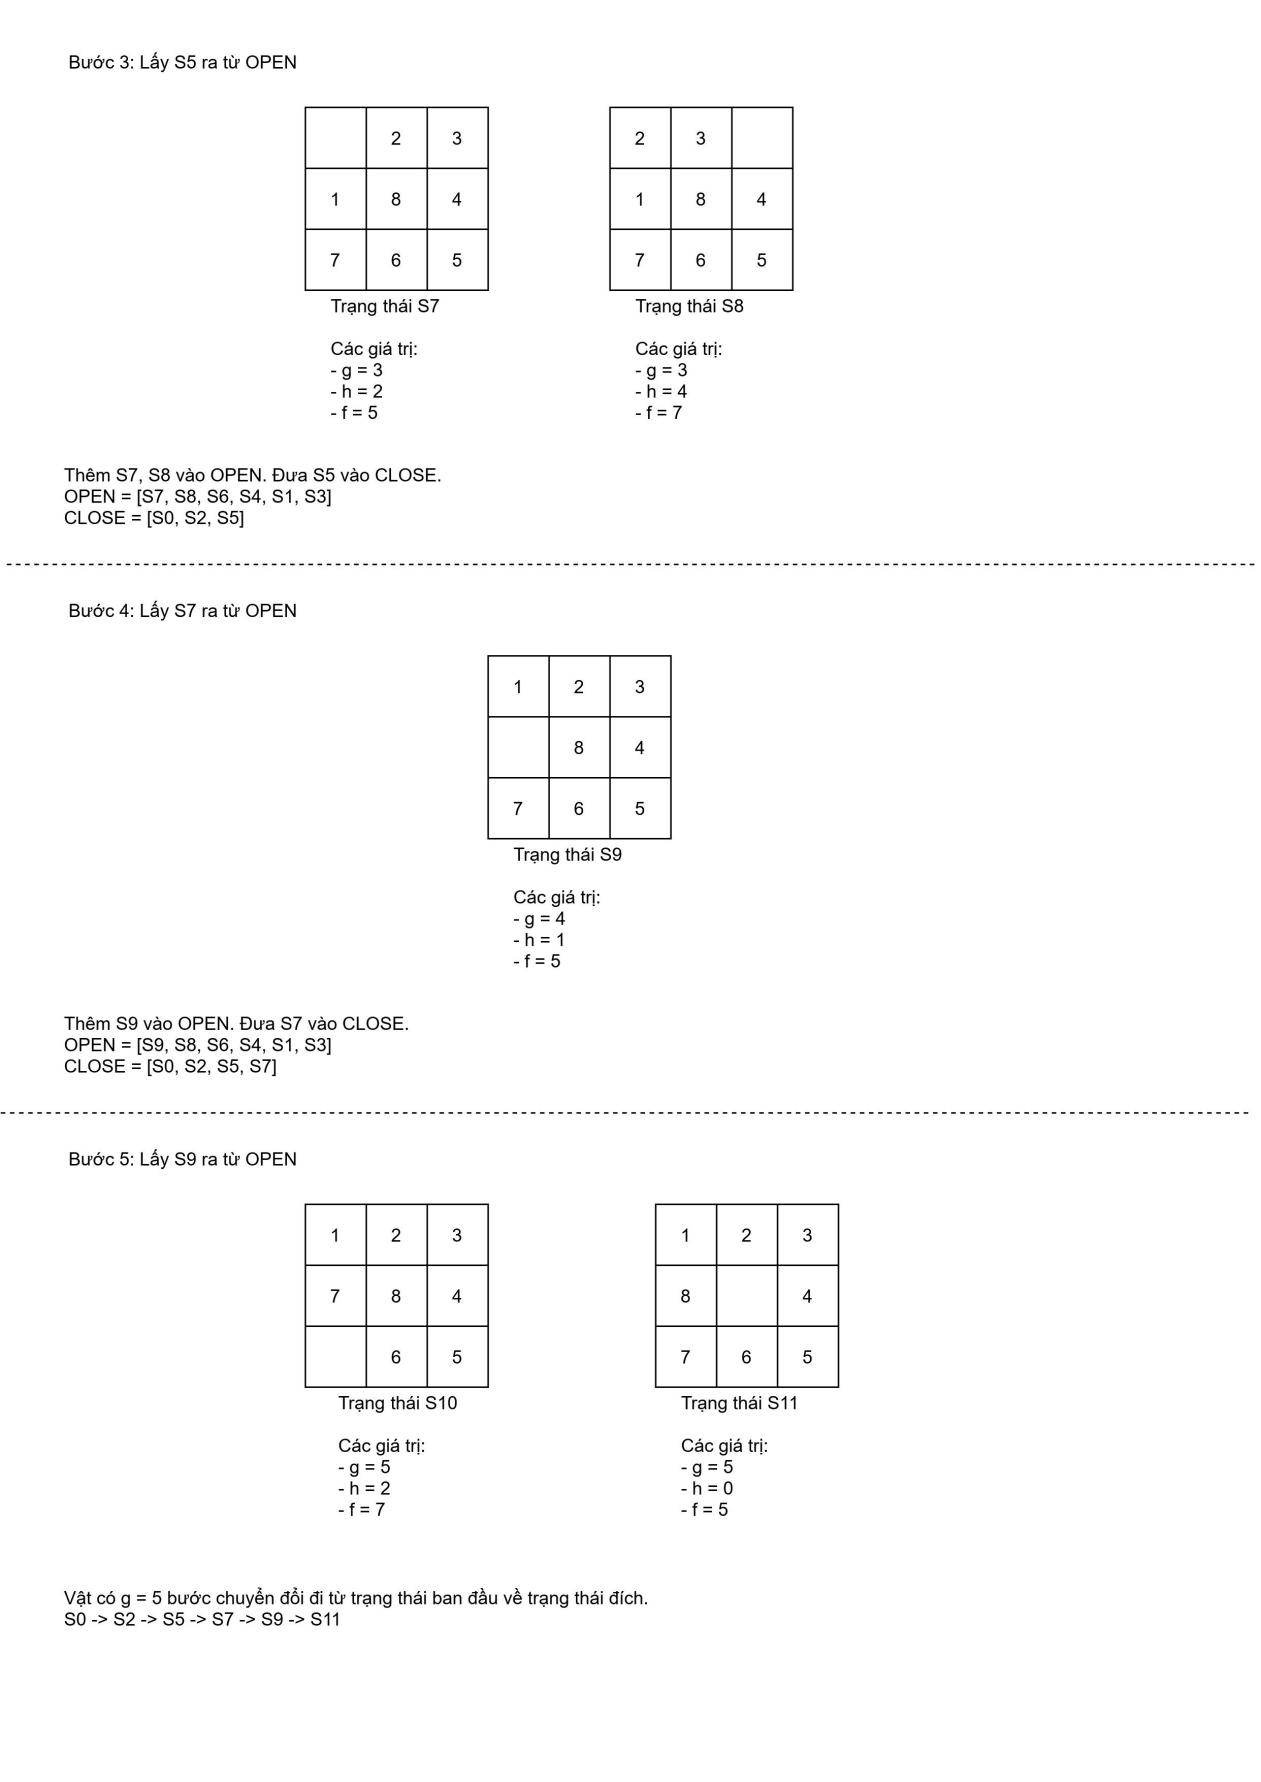 Bước 3: Lấy S5 ra từ OPEN
2 3 2 3
1 8 4 1 8 4
7 6 5 7 6 5
Trạng thái S7 Trạng thái S8
Các giá trị: Các giá trị:
- g = 3 - g = 3
- h = 2 - h = 4
- f = 5 - f = 7
Thêm S7, S8 vào OPEN. Đưa S5 vào CLOSE.
OPEN = [S7, S8, S6, S4, S1, S3]
CLOSE = [S0, S2, S5]
Bước 4: Lấy S7 ra từ OPEN
1 2 3
8 4
7 6 5
Trạng thái S9
Các giá trị:
- g = 4
- h = 1
- f = 5
Thêm S9 vào OPEN. Đưa S7 vào CLOSE.
OPEN = [S9, S8, S6, S4, S1, S3]
CLOSE = [S0, S2, S5, S7]
Bước 5: Lấy S9 ra từ OPEN
1 2 3 1 2 3
7 8 4 8 4
6 5 7 6 5
Trạng thái S10 Trạng thái S11
Các giá trị: Các giá trị:
- g = 5 - g = 5
- h = 2 - h = 0
- f = 7 - f = 5
Vật có g = 5 bước chuyển đổi đi từ trạng thái ban đầu về trạng thái đích.
S0 -> S2 -> S5 -> S7 -> S9 -> S11